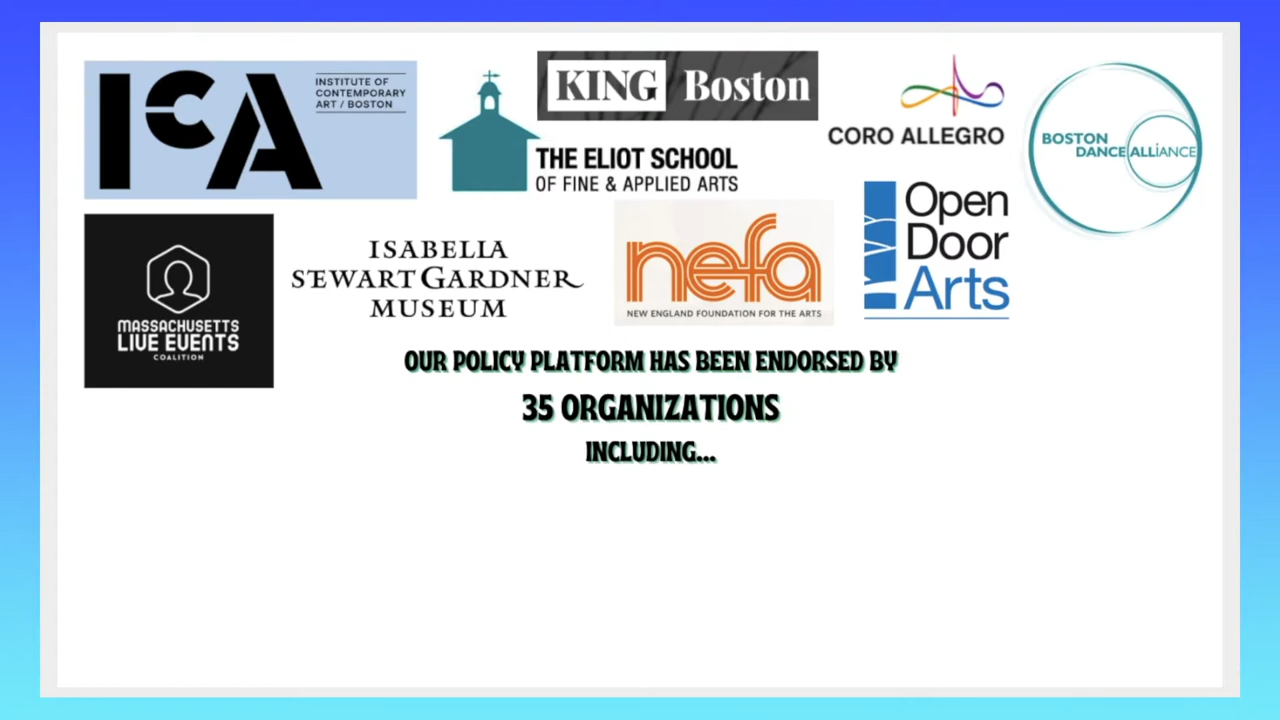 ICA
INSTITUTE OF
CONTEMPORARY
ART / BOSTON
THE ELIOT SCHOOL
OF FINE & APPLIED ARTS
KING Boston
CORO ALLEGRO
BOSTON
DANCE ALLiANCE
MASSACHUSETTS
LIVE EVENTS
COALITION
ISABELLA
SEWART GARDNER
MUSEUM
nefa
NEW ENGLAND FOUNDATION FOR THE ARTS
Open
Door
Arts
OUR POLICY PLATFORM HAS BEEN ENDORSED BY
35 ORGANIZATIONS
INCLUDING...